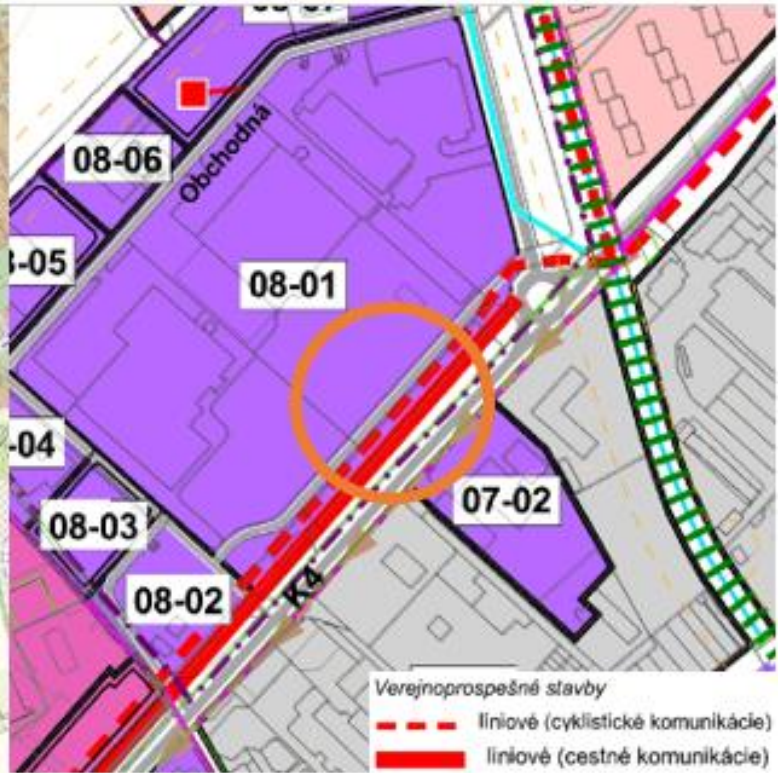 08-07
08-06
Obchodná
-05
08-01
-04
07-02
08-03
08-02
K4
Verejnoprospešné stavby
líniové (cyklistické komunikácie)
líniové (cestné komunikácie)